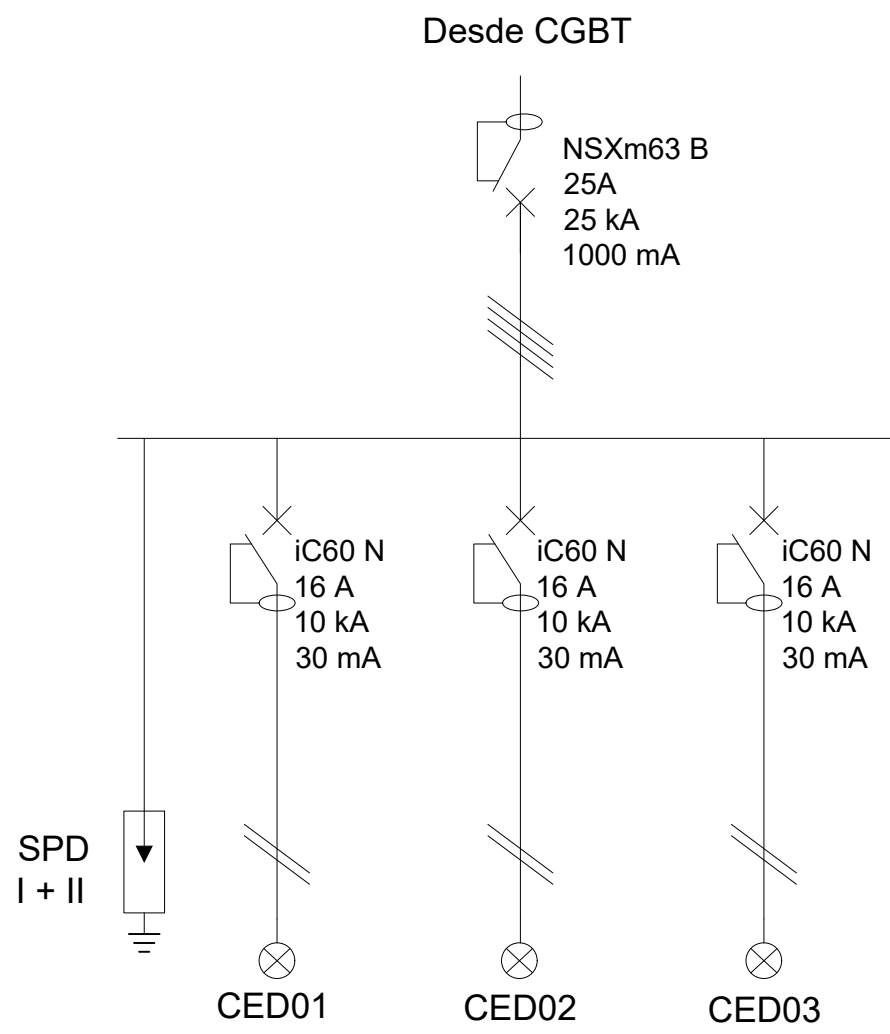 Desde CGBT
NSXm63 B
25A
25 kA
1000 mA
iC60 N
16 A
10 kA
30 mA
iC60 N
16 A
10 kA
30 mA
iC60 N
16 A
10 kA
30 mA
SPD
I + II
CED01
CED02
CED03